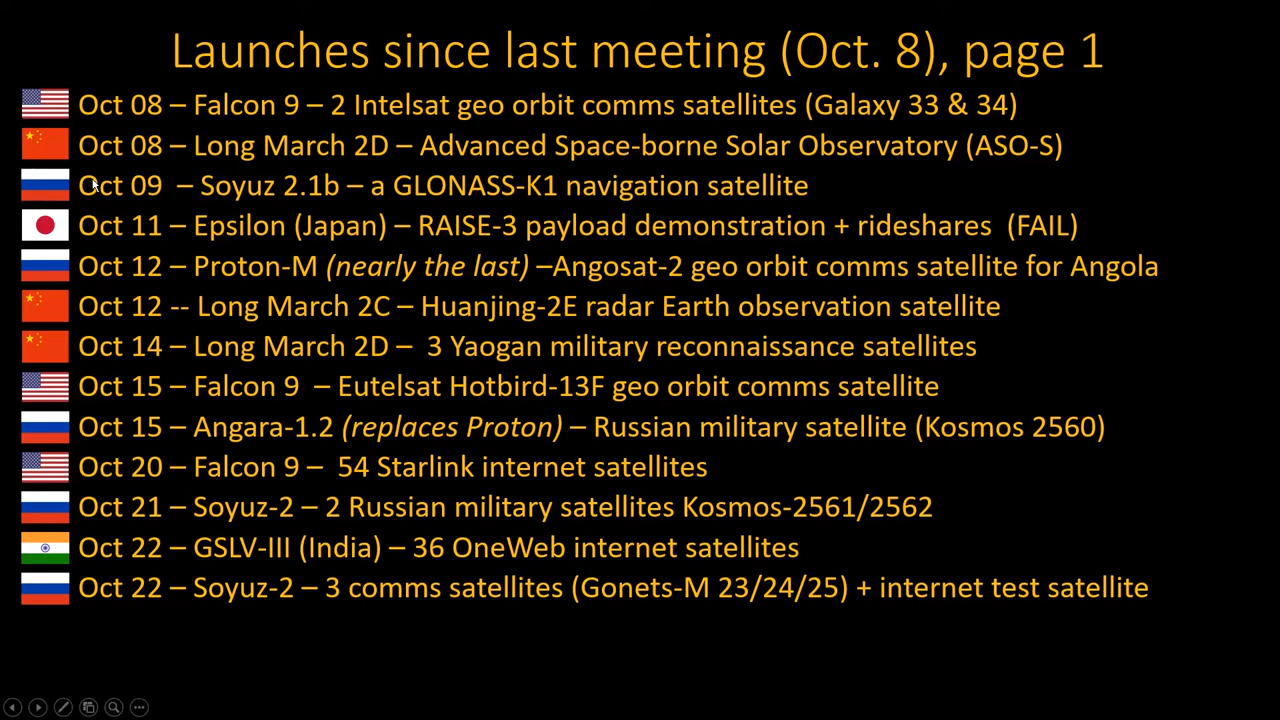 Launches since last meeting (Oct. 8), page 1
Oct 08 – Falcon 9 – 2 Intelsat geo orbit comms satellites (Galaxy 33 & 34)
Oct 08 – Long March 2D – Advanced Space-borne Solar Observatory (ASO-S)
Oct 09  – Soyuz 2.1b – a GLONASS-K1 navigation satellite
Oct 11 – Epsilon (Japan) – RAISE-3 payload demonstration + rideshares  (FAIL)
Oct 12 – Proton-M (nearly the last) –Angosat-2 geo orbit comms satellite for Angola
Oct 12 -- Long March 2C – Huanjing-2E radar Earth observation satellite
Oct 14 – Long March 2D –  3 Yaogan military reconnaissance satellites
Oct 15 – Falcon 9  – Eutelsat Hotbird-13F geo orbit comms satellite
Oct 15 – Angara-1.2 (replaces Proton) – Russian military satellite (Kosmos 2560)
Oct 20 – Falcon 9 –  54 Starlink internet satellites
Oct 21 – Soyuz-2 – 2 Russian military satellites Kosmos-2561/2562
Oct 22 – GSLV-III (India) – 36 OneWeb internet satellites
Oct 22 – Soyuz-2 – 3 comms satellites (Gonets-M 23/24/25) + internet test satellite